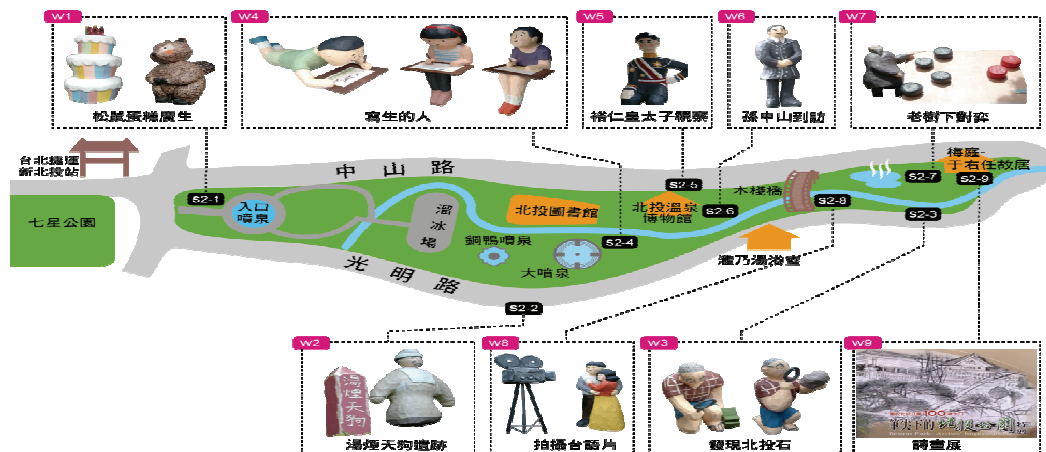 W1
松鼠蛋糕慶生
W4
寫生的人
W5
裕仁皇太子視察
W6
孫中山到訪
W7
老樹下對弈
台北捷運
新北投站
七星公園
中山路
光明路
S2-1
入口
噴泉
溜冰場
銅鴨噴泉
大噴泉
北投圖書館
S2-4
S2-5
北投溫泉
博物館
S2-6
木棧橋
S2-8
瀧乃湯浴室
S2-7
梅庭-
于右任故居
S2-9
S2-3
S2-2
W2
湯煙天狗
湯煙天狗遺跡
W8
拍攝台語片
W3
發現北投石
W9
100
筆尖下的
詩畫展